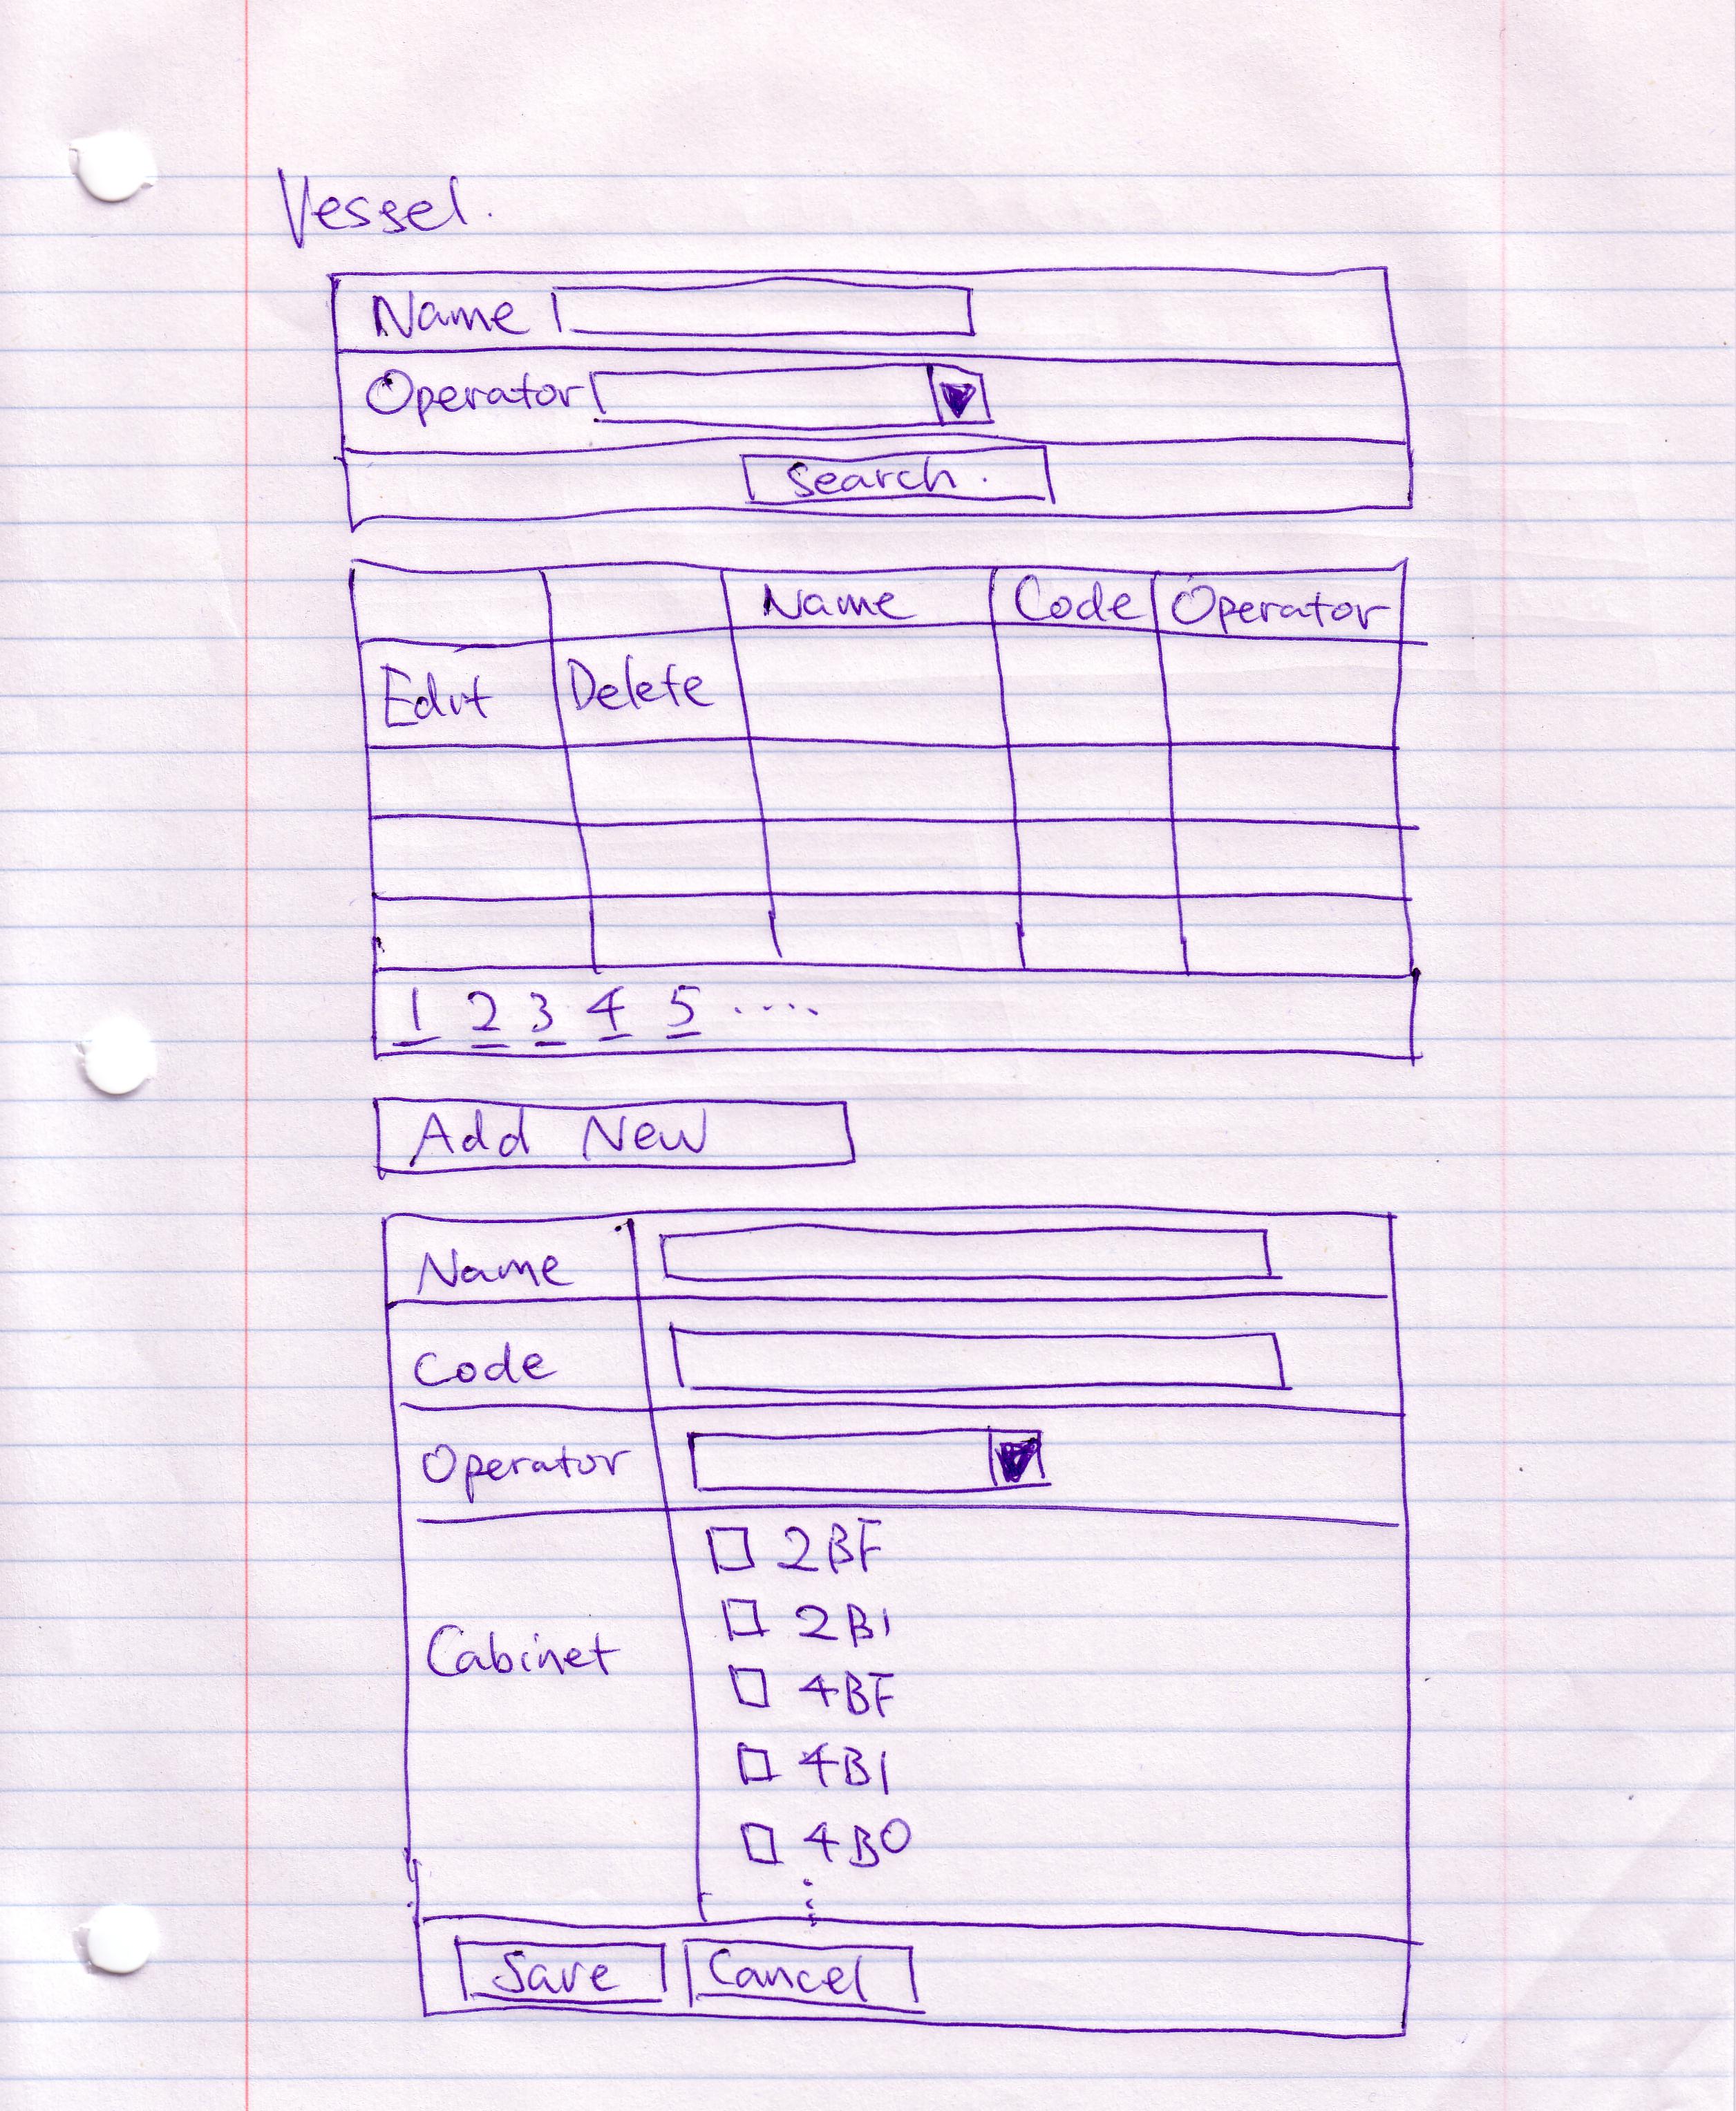 Vessel.
Name
Operator
Search.
Name Code Operator
Edit Delete
1 2 3 4 5 ....
Add New
Name
Code
Operator
2BF
2BI
Cabinet
4BF
4BI
4BO
Save Cancel